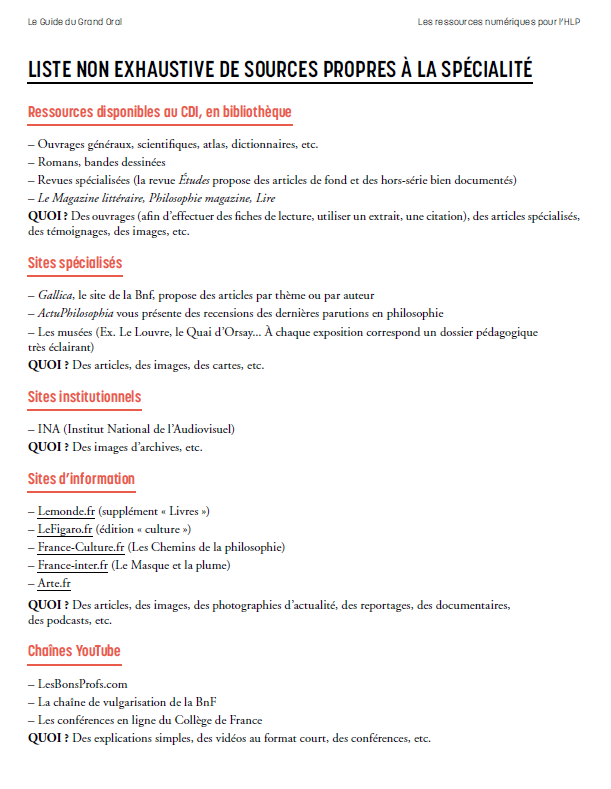 Le Guide du Grand Oral
Les ressources numériques pour l'HLP
LISTE NON EXHAUSTIVE DE SOURCES PROPRES À LA SPÉCIALITÉ
Ressources disponibles au CDI, en bibliothèque
– Ouvrages généraux, scientifiques, atlas, dictionnaires, etc.
– Romans, bandes dessinées
– Revues spécialisées (la revue Études propose des articles de fond et des hors-série bien documentés)
– Le Magazine littéraire, Philosophie magazine, Lire
QUOI ? Des ouvrages (afin d'effectuer des fiches de lecture, utiliser un extrait, une citation), des articles spécialisés,
des témoignages, des images, etc.
Sites spécialisés
– Gallica, le site de la Bnf, propose des articles par thème ou par auteur
– ActuPhilosophia vous présente des recensions des dernières parutions en philosophie
– Les musées (Ex. Le Louvre, le Quai d'Orsay... À chaque exposition correspond un dossier pédagogique
très éclairant)
QUOI ? Des articles, des images, des cartes, etc.
Sites institutionnels
– INA (Institut National de l'Audiovisuel)
QUOI ? Des images d'archives, etc.
Sites d'information
– Lemonde.fr (supplément « Livres »)
– LeFigaro.fr (édition « culture »)
– France-Culture.fr (Les Chemins de la philosophie)
– France-inter.fr (Le Masque et la plume)
– Arte.fr
QUOI ? Des articles, des images, des photographies d'actualité, des reportages, des documentaires,
des podcasts, etc.
Chaînes YouTube
– LesBonsProfs.com
– La chaîne de vulgarisation de la BnF
– Les conférences en ligne du Collège de France
QUOI ? Des explications simples, des vidéos au format court, des conférences, etc.